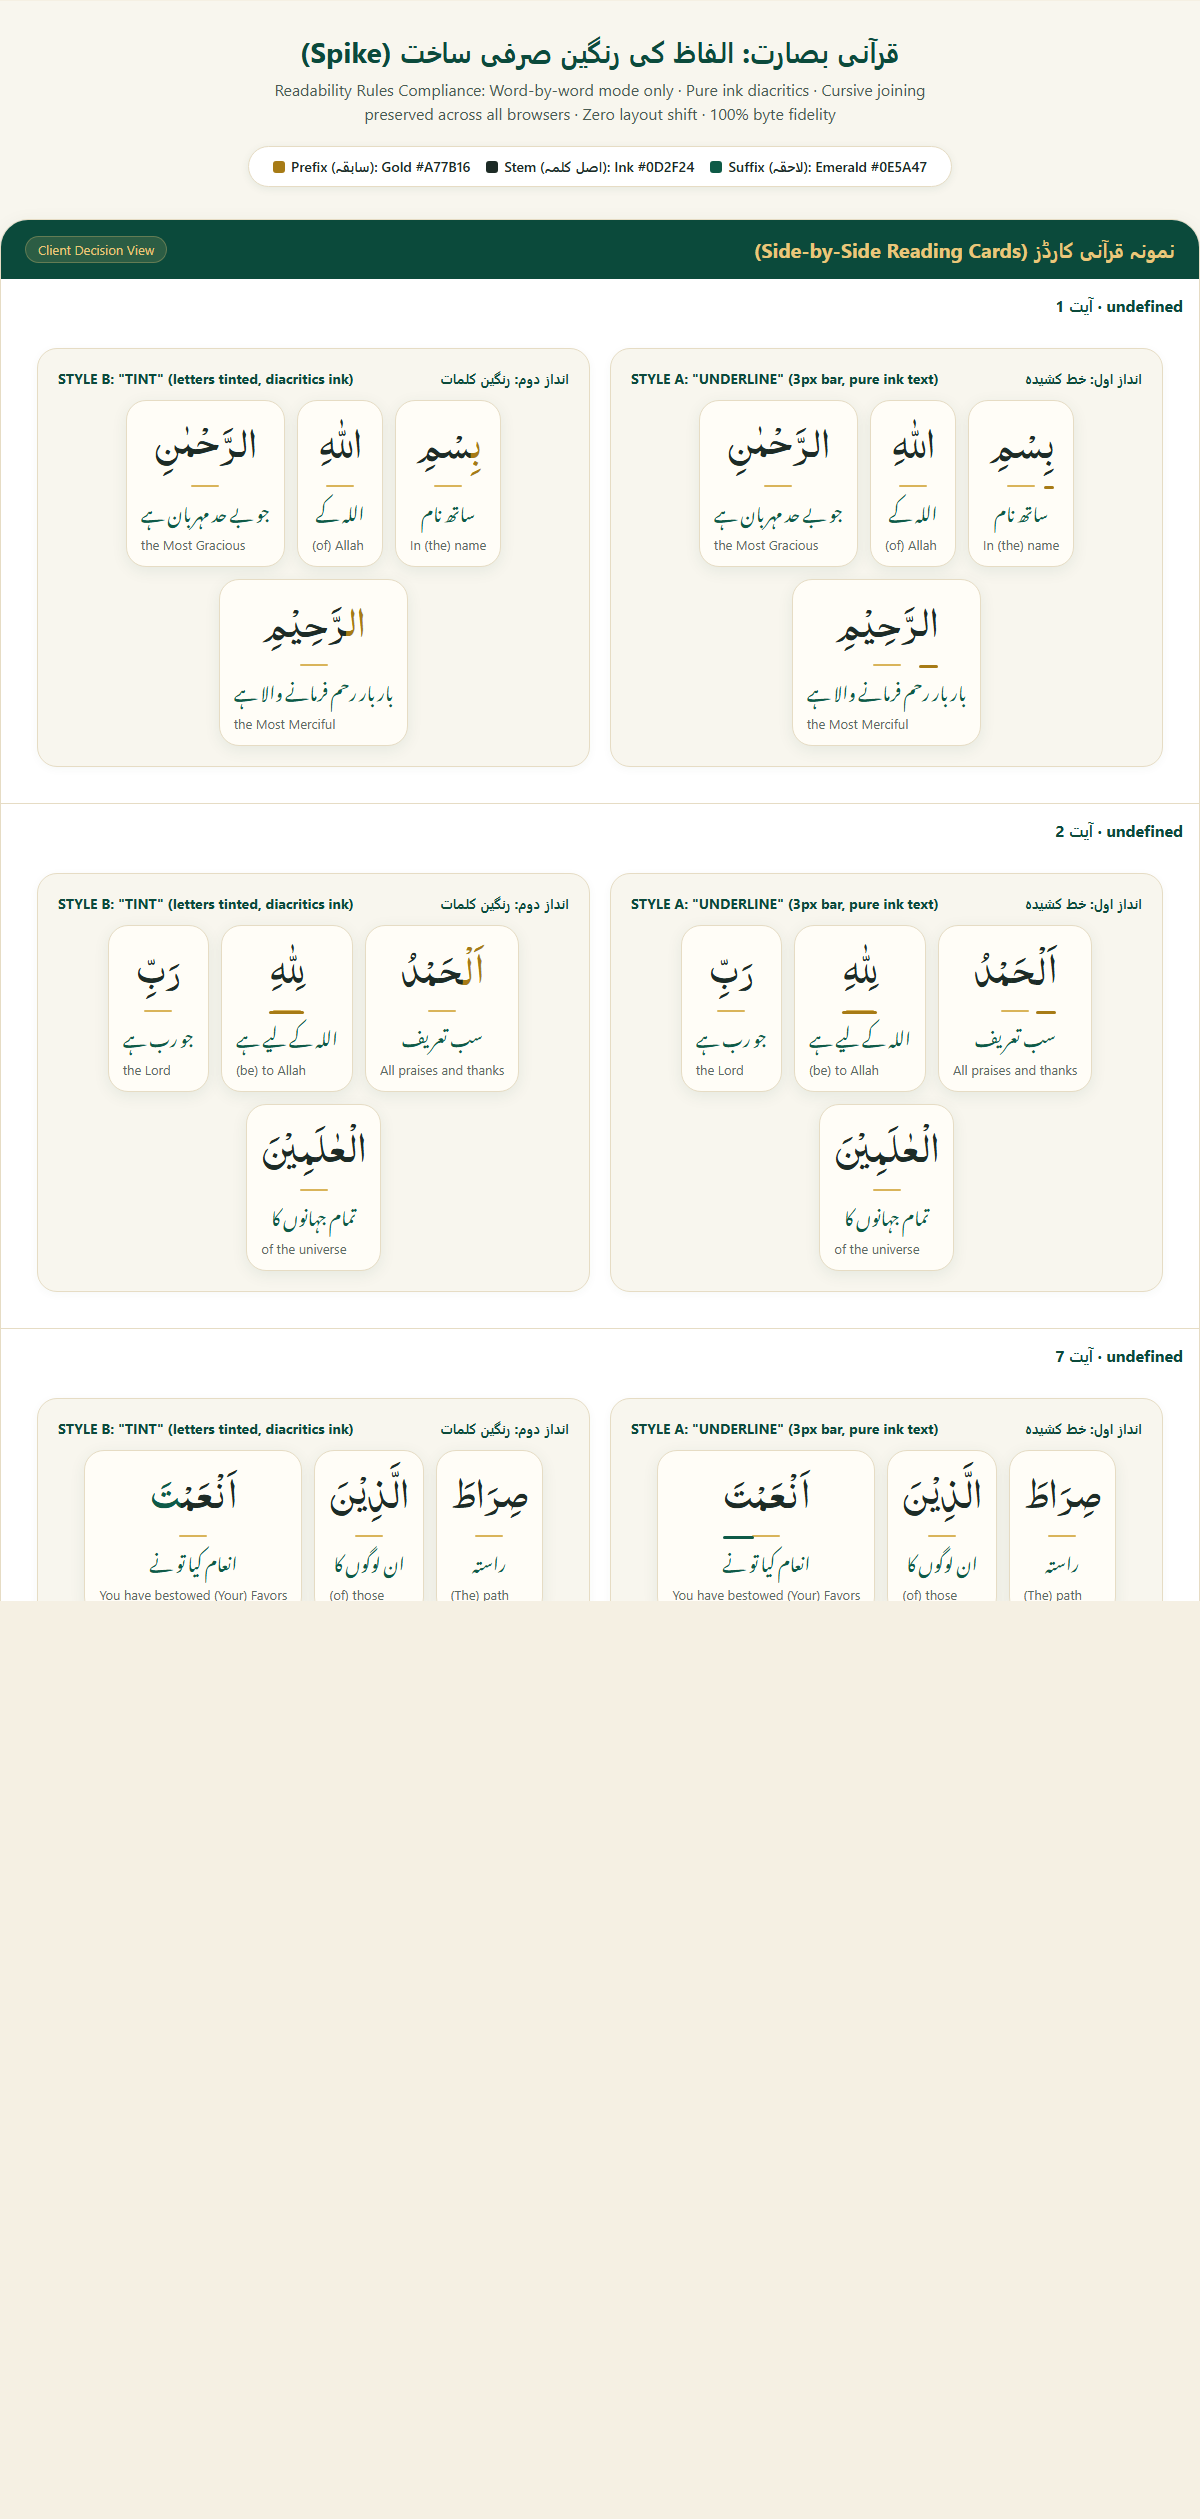 قرآنی بصارت: الفاظ کی رنگین صرفی ساخت (Spike)
Readability Rules Compliance: Word-by-word mode only · Pure ink diacritics · Cursive joining
preserved across all browsers · Zero layout shift · 100% byte fidelity
Prefix (سابقہ): Gold #A77B16 Stem (اصل کلمہ): Ink #0D2F24 Suffix (لاحقہ): Emerald #0E5A47
نمونہ قرآنی کارڈز (Side-by-Side Reading Cards)
Client Decision View
undefined · آیت 1
انداز اول: خط کشیدہ
STYLE A: "UNDERLINE" (3px bar, pure ink text)
بِسْمِ اللّٰهِ الرَّحْمٰنِ
ساتھ نام اللہ کے جو بے حد مہربان ہے
In (the) name (of) Allah the Most Gracious
الرَّحِيْمِ
بار بار رحم فرمانے والا ہے
the Most Merciful
انداز دوم: رنگین کلمات
STYLE B: "TINT" (letters tinted, diacritics ink)
بِسْمِ اللّٰهِ الرَّحْمٰنِ
ساتھ نام اللہ کے جو بے حد مہربان ہے
In (the) name (of) Allah the Most Gracious
الرَّحِيْمِ
بار بار رحم فرمانے والا ہے
the Most Merciful
undefined · آیت 2
انداز اول: خط کشیدہ
STYLE A: "UNDERLINE" (3px bar, pure ink text)
اَلْحَمْدُ لِلّٰهِ رَبِّ
سب تعریف اللہ کے لیے ہے جو رب ہے
All praises and thanks (be) to Allah the Lord
الْعٰلَمِيْنَ
تمام جہانوں کا
of the universe
انداز دوم: رنگین کلمات
STYLE B: "TINT" (letters tinted, diacritics ink)
اَلْحَمْدُ لِلّٰهِ رَبِّ
سب تعریف اللہ کے لیے ہے جو رب ہے
All praises and thanks (be) to Allah the Lord
الْعٰلَمِيْنَ
تمام جہانوں کا
of the universe
undefined · آیت 7
انداز اول: خط کشیدہ
STYLE A: "UNDERLINE" (3px bar, pure ink text)
صِرَاطَ الَّذِيْنَ اَنْعَمْتَ
راستہ ان لوگوں کا انعام کیا تو نے
(The) path (of) those You have bestowed (Your) Favors
انداز دوم: رنگین کلمات
STYLE B: "TINT" (letters tinted, diacritics ink)
صِرَاطَ الَّذِيْنَ اَنْعَمْتَ
راستہ ان لوگوں کا انعام کیا تو نے
(The) path (of) those You have bestowed (Your) Favors